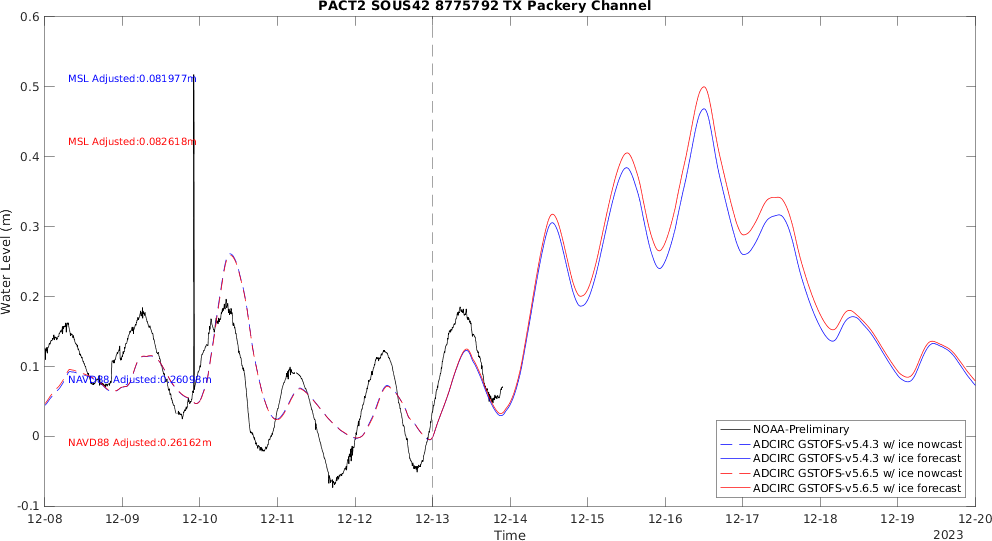 PACT2 SOUS42 8775792 TX Packery Channel
0.6
0.5
0.4
0.3
0.2
0.1
0
-0.1
Water Level (m)
MSL Adjusted:0.081977m
MSL Adjusted:0.082618m
NAVD88 Adjusted:0.26098m
NAVD88 Adjusted:0.26162m
NOAA-Preliminary
ADCIRC GSTOFS-v5.4.3 w/ ice nowcast
ADCIRC GSTOFS-v5.4.3 w/ ice forecast
ADCIRC GSTOFS-v5.6.5 w/ ice nowcast
ADCIRC GSTOFS-v5.6.5 w/ ice forecast
12-08 12-09 12-10 12-11 12-12 12-13 12-14 12-15 12-16 12-17 12-18 12-19 12-20
Time
2023